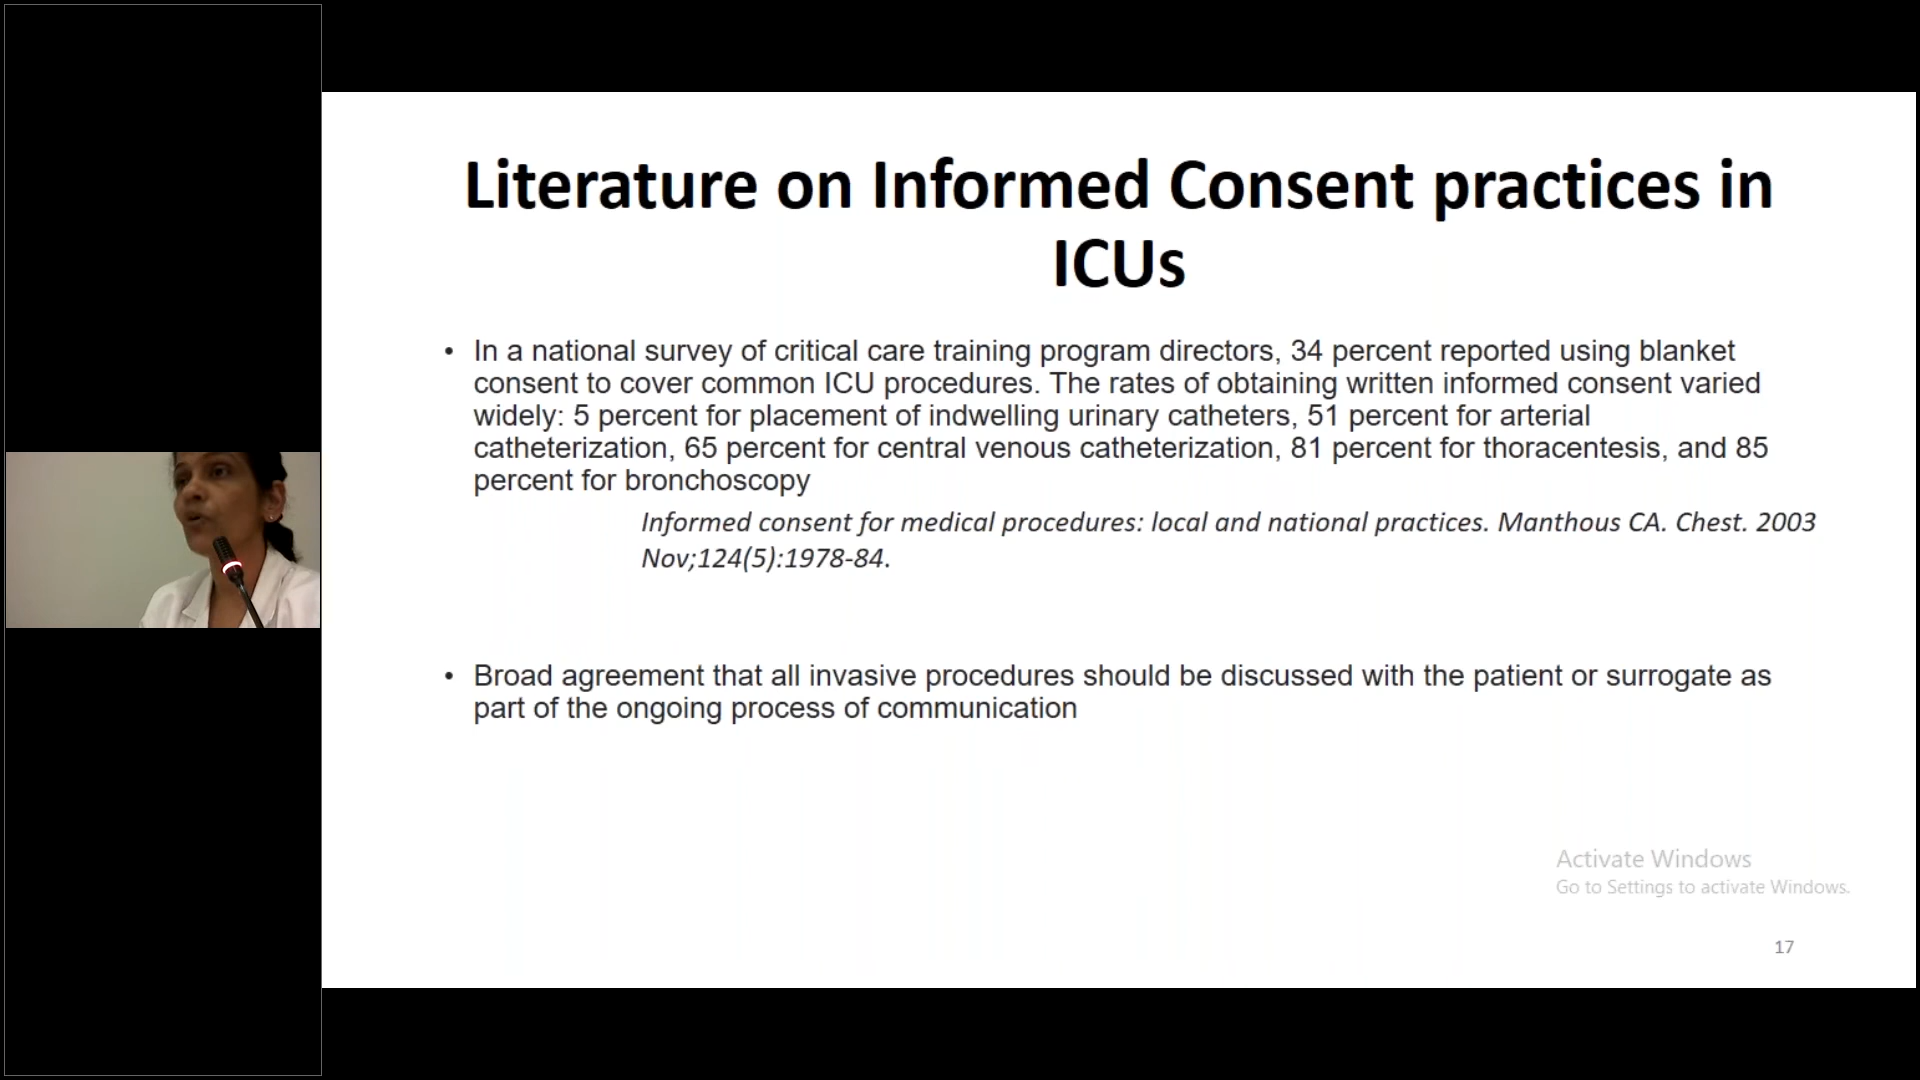 Literature on Informed Consent practices in
ICUs
• In a national survey of critical care training program directors, 34 percent reported using blanket
consent to cover common ICU procedures. The rates of obtaining written informed consent varied
widely: 5 percent for placement of indwelling urinary catheters, 51 percent for arterial
catheterization, 65 percent for central venous catheterization, 81 percent for thoracentesis, and 85
percent for bronchoscopy
Informed consent for medical procedures: local and national practices. Manthous CA. Chest. 2003
Nov;124(5):1978-84.
• Broad agreement that all invasive procedures should be discussed with the patient or surrogate as
part of the ongoing process of communication
Activate Windows
Go to Settings to activate Windows.
17